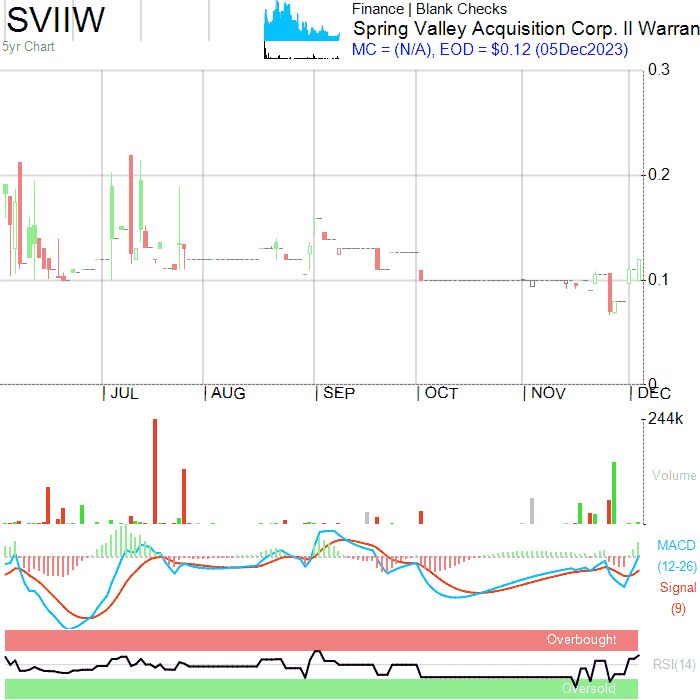 SVIIW
5yr Chart
Finance | Blank Checks
Spring Valley Acquisition Corp. II Warran
MC = (N/A), EOD = $0.12 (05Dec2023)
0.3
0.2
0.1
0
JUL
AUG
SEP
OCT
NOV
DEC
244k
Volume
MACD
(12-26)
Signal
(9)
Overbought
RSI(14)
Oversold